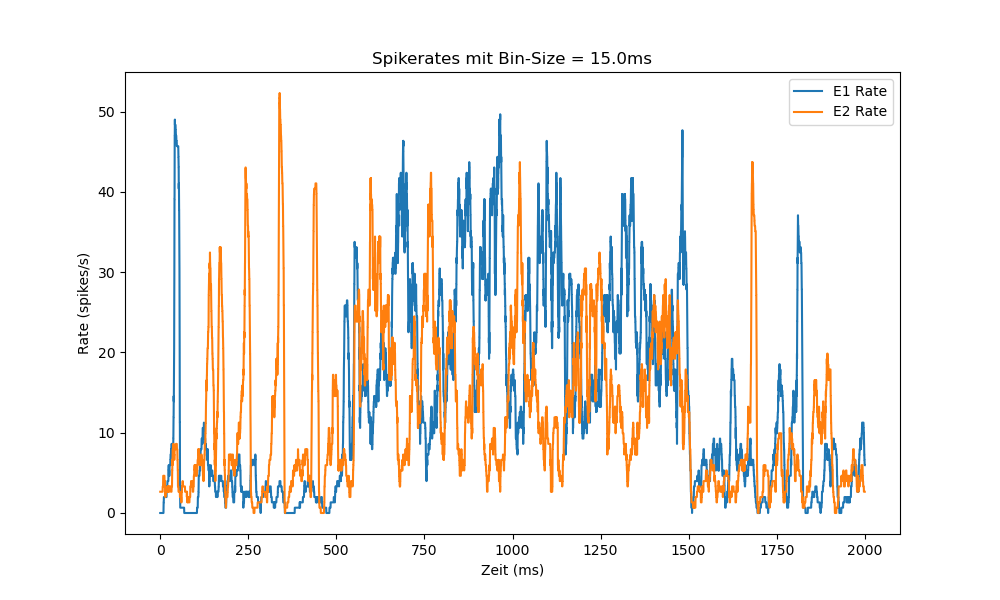 Spikerates mit Bin-Size = 15.0ms
E1 Rate
E2 Rate
Rate (spikes/s)
50
40
30
20
10
0
0 250 500 750 1000 1250 1500 1750 2000
Zeit (ms)